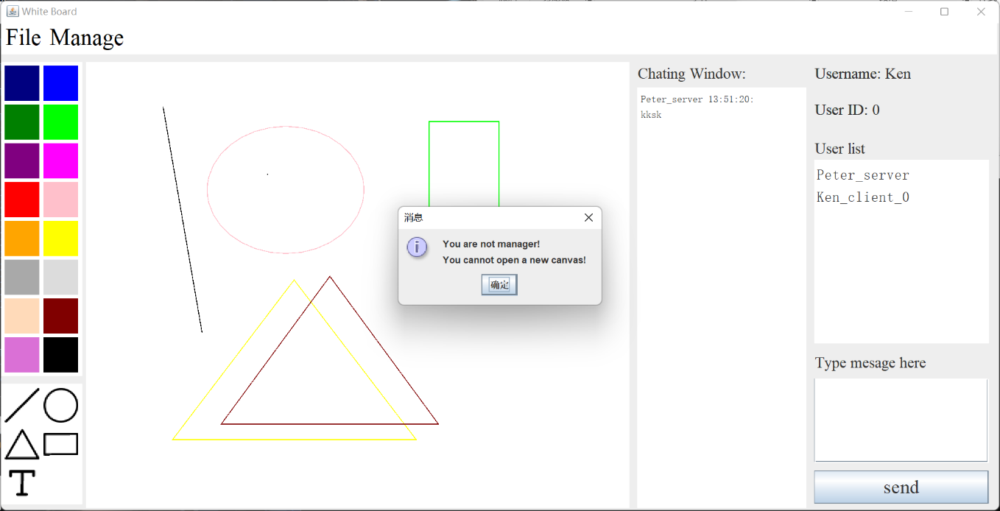 White Board
File Manage
Chating Window:
Peter_server 13:51:20:
kksk
Username: Ken
User ID: 0
User list
Peter_server
Ken_client_0
消息
You are not manager!
You cannot open a new canvas!
确定
Type mesage here
send
T